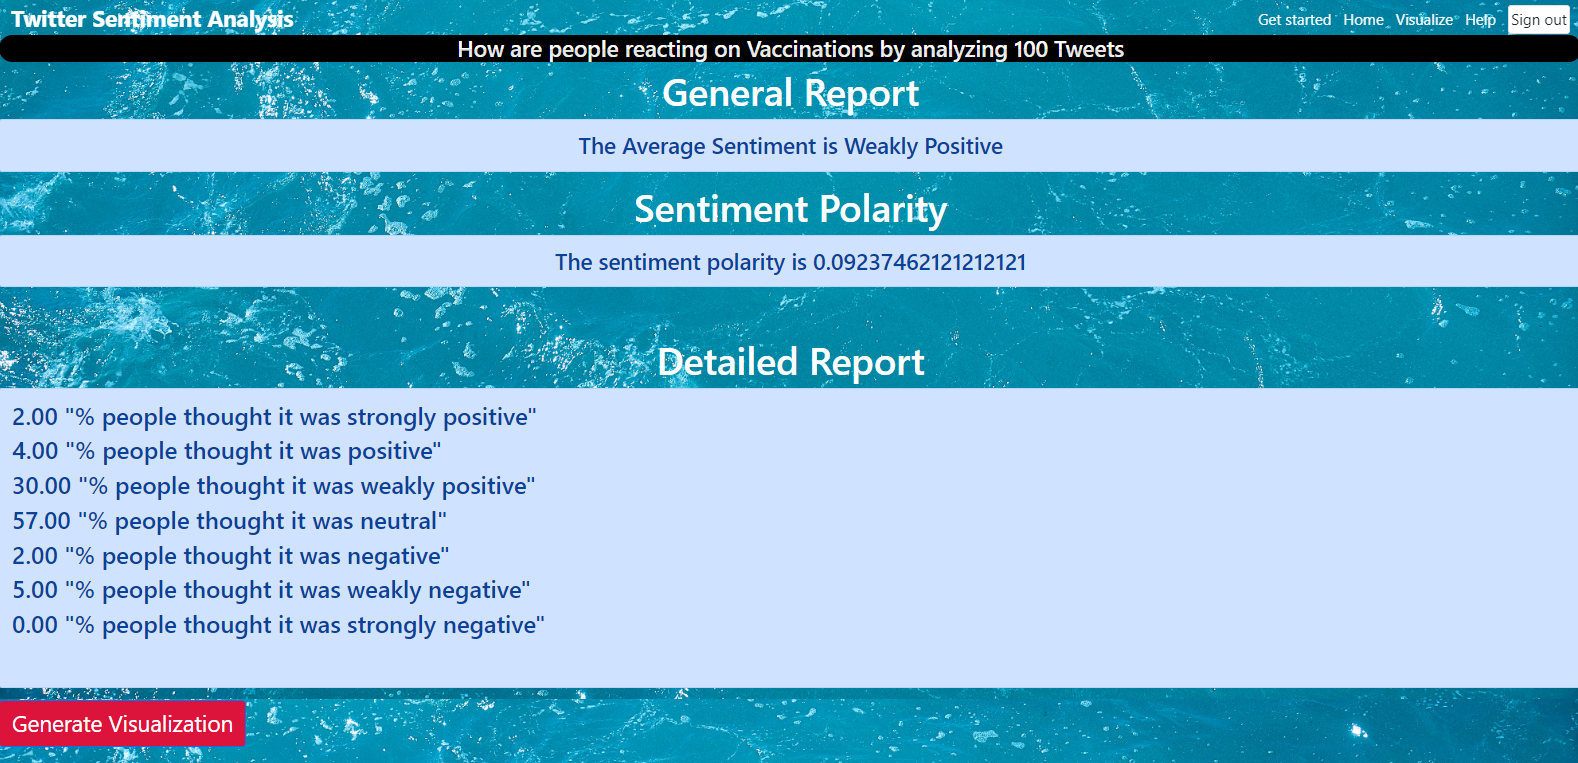 Twitter Sentiment Analysis
Get started Home Visualize Help Sign out
How are people reacting on Vaccinations by analyzing 100 Tweets
General Report
The Average Sentiment is Weakly Positive
Sentiment Polarity
The sentiment polarity is 0.09237462121212121
Detailed Report
2.00 "% people thought it was strongly positive"
4.00 "% people thought it was positive"
30.00 "% people thought it was weakly positive"
57.00 "% people thought it was neutral"
2.00 "% people thought it was negative"
5.00 "% people thought it was weakly negative"
0.00 "% people thought it was strongly negative"
Generate Visualization